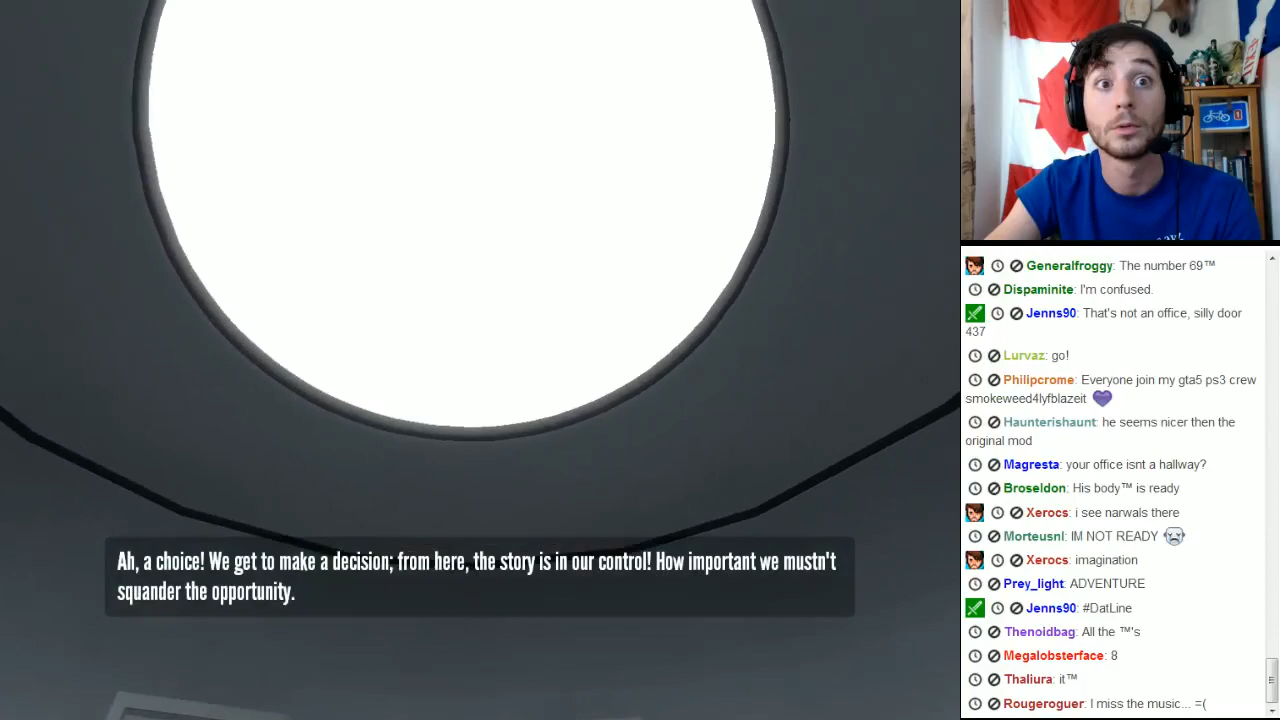 Generalfroggy: The number 69™
Dispaminite: I'm confused.
Jenns90: That's not an office, silly door
437
Lurvaz: go!
Philipcrome: Everyone join my gta5 ps3 crew
smokeweed4lyfblazeit
Haunterishaunt: he seems nicer then the
original mod
Magresta: your office isnt a hallway?
Broseldon: His body™ is ready
Xerocs: i see narwals there
Morteusnl: IM NOT READY
Xerocs: imagination
Prey_light: ADVENTURE
Jenns90: #DatLine
Thenoidbag: All the ™'s
Megalobsterface: 8
Thaliura: it™
Rougeroguer: I miss the music... =(
Ah, a choice! We get to make a decision; from here, the story is in our control! How important we mustn't
squander the opportunity.